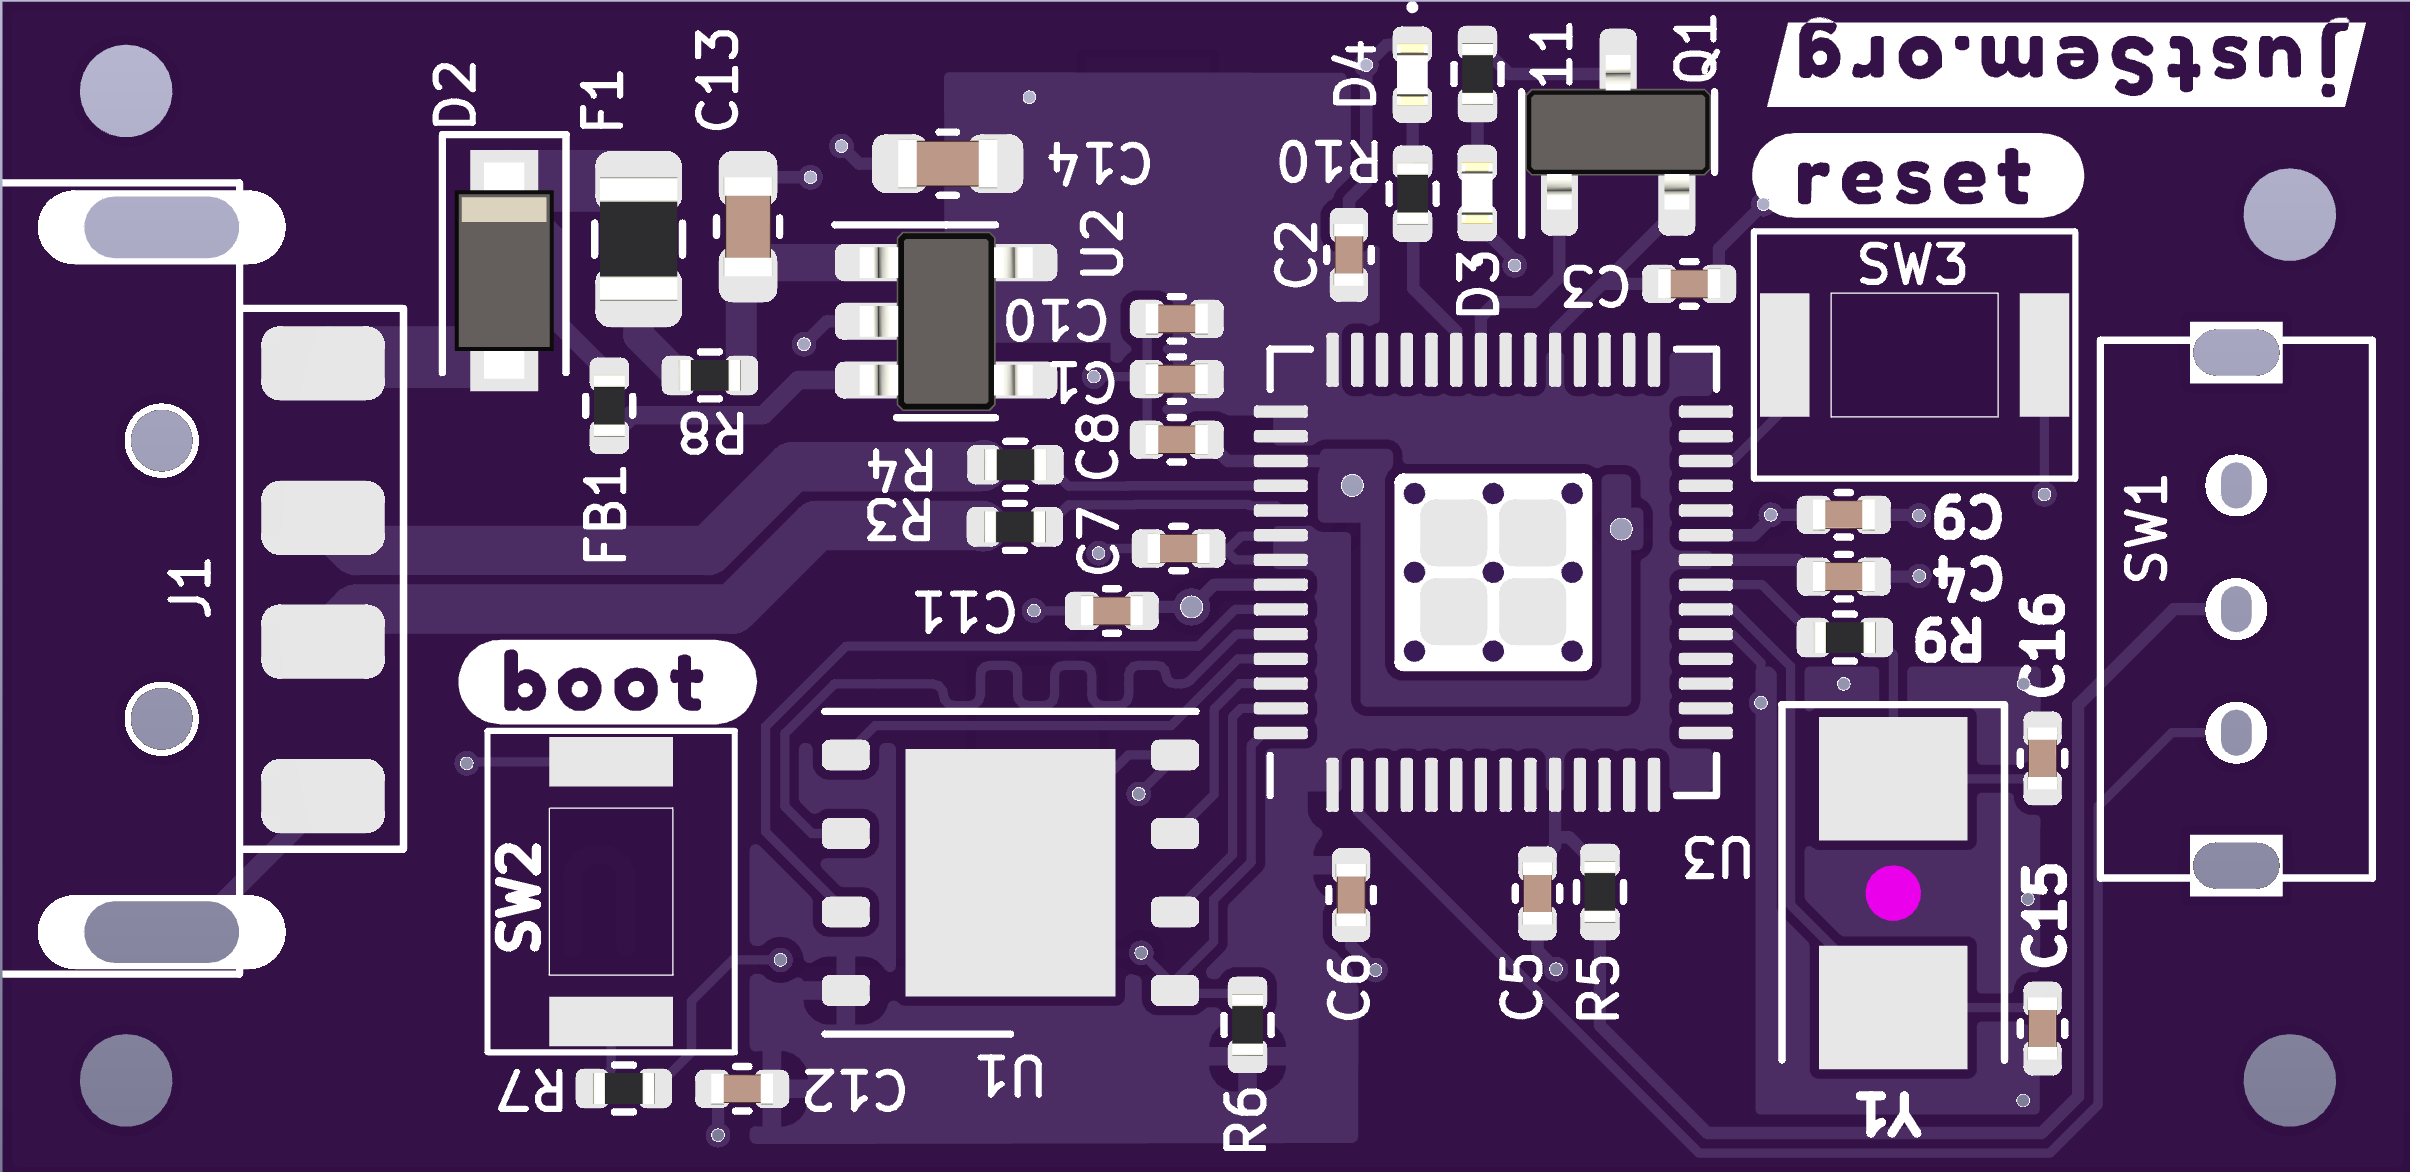 D2
F1
C13
D4
11
Q1
justSem.org
C14
R10
reset
U2
C2
D3
C3
SW3
C10
C1
R8
C8
R4
R3
C7
FB1
C9
C4
SW1
J1
C11
R9
C16
boot
SW2
U3
C15
C6
C5
R5
U1
R7
C12
R6
Y1